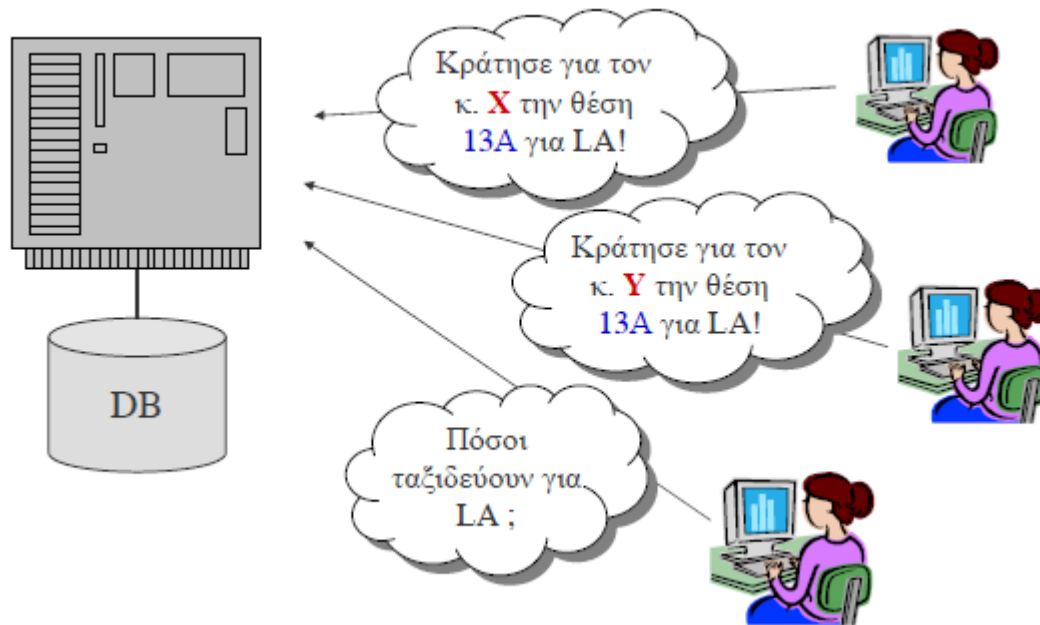 Κράτησε για τον
κ. X την θέση
13A για LA!
Κράτησε για τον
κ. Y την θέση
13A για LA!
DB
Πόσοι
ταξιδεύουν για
LA ;